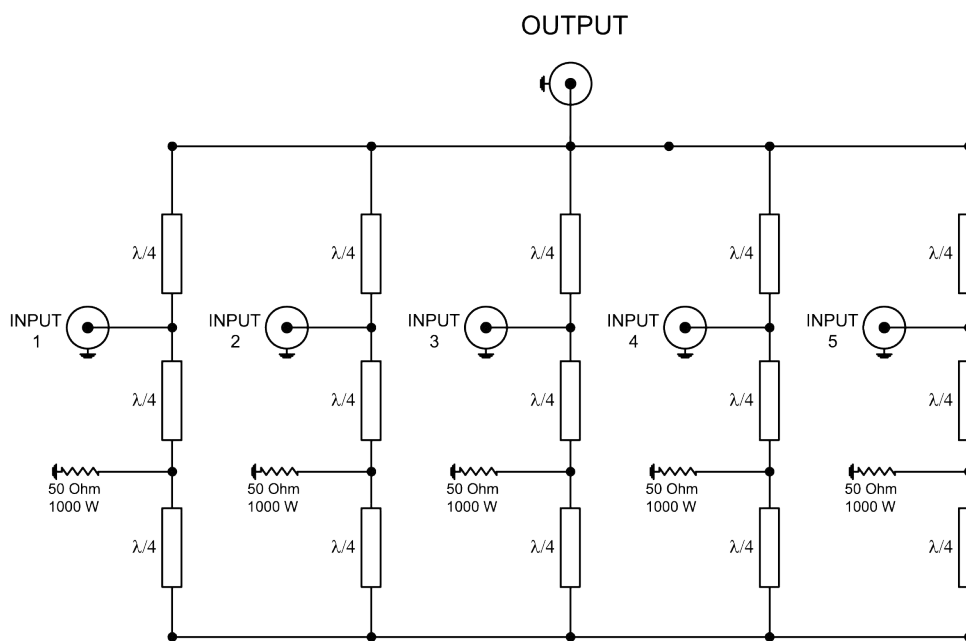 OUTPUT
λ/4 λ/4 λ/4 λ/4 λ/4
INPUT INPUT INPUT INPUT INPUT
1 2 3 4 5
λ/4 λ/4 λ/4 λ/4 λ/4
50 Ohm 50 Ohm 50 Ohm 50 Ohm 50 Ohm
1000 W 1000 W 1000 W 1000 W 1000 W
λ/4 λ/4 λ/4 λ/4 λ/4